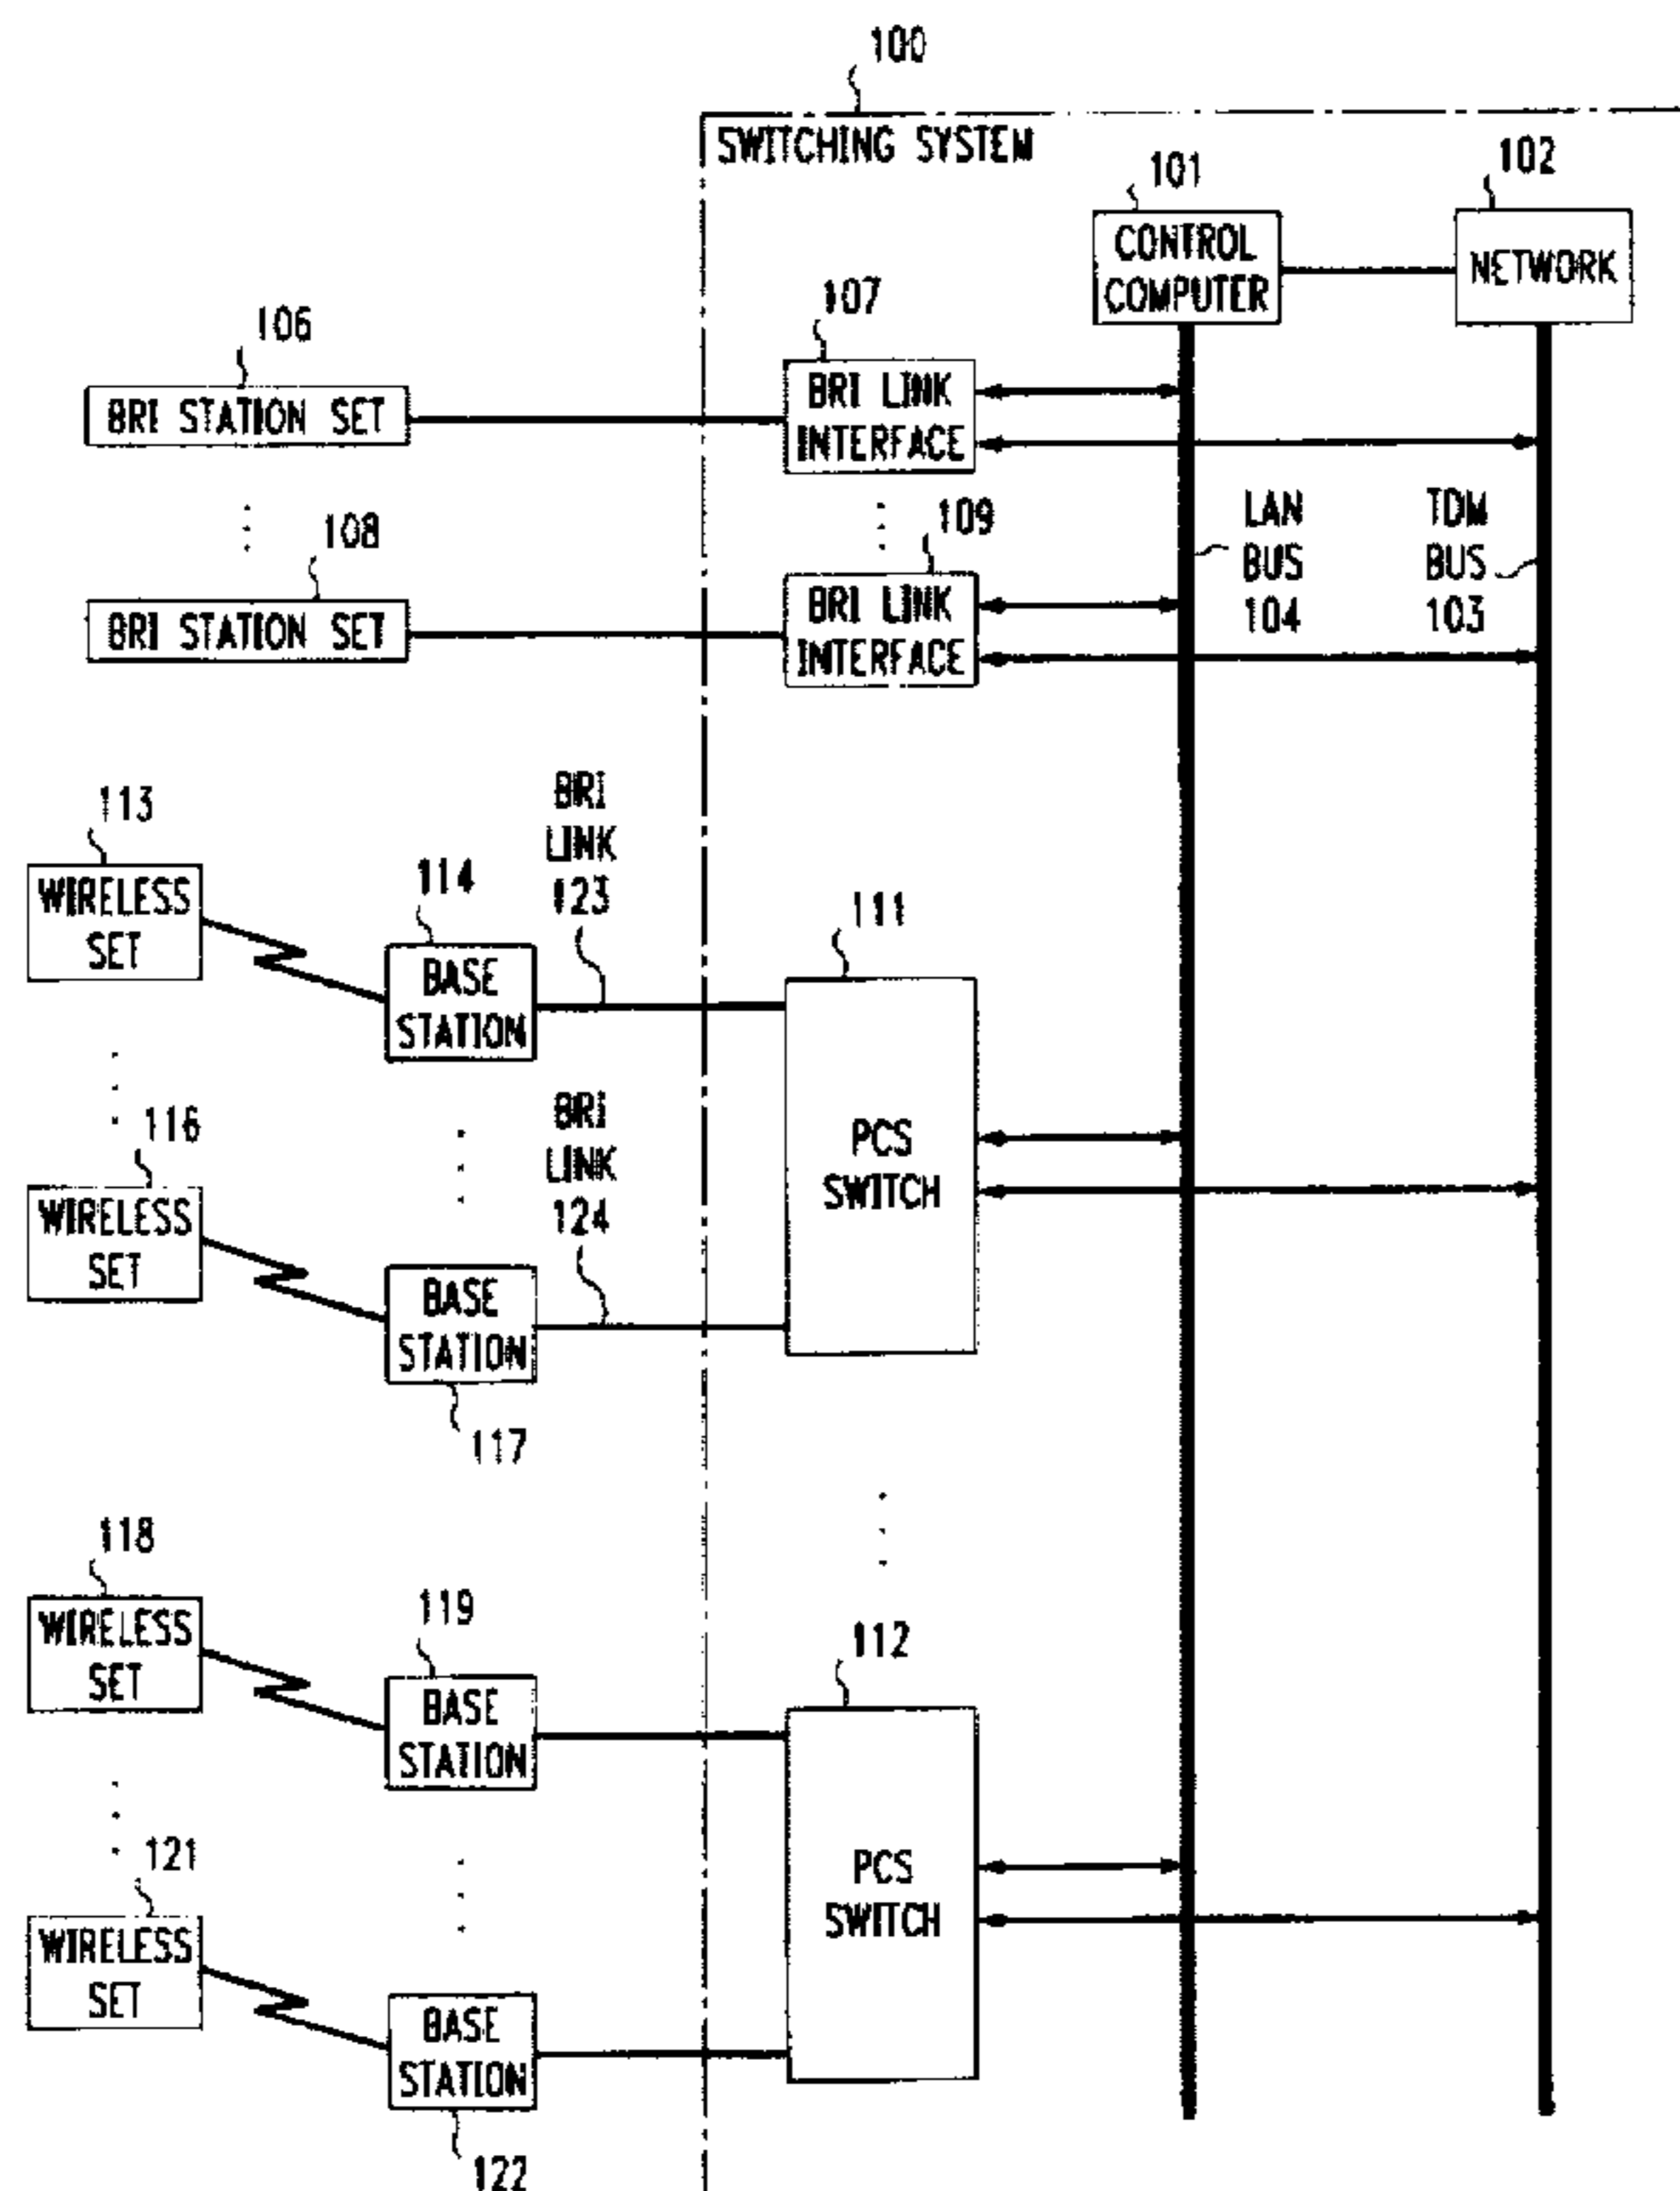 100
SWITCHING SYSTEM
101
102
CONTROL
COMPUTER
NETWORK
107
106
BRI LINK
INTERFACE
BRI STATION SET
109
108
LAN
BUS
104
TDM
BUS
103
BRI LINK
INTERFACE
BRI STATION SET
113
BRI
LINK
123
WIRELESS
SET
114
111
BASE
STATION
116
BRI
LINK
124
PCS
SWITCH
WIRELESS
SET
BASE
STATION
117
118
119
112
WIRELESS
SET
BASE
STATION
121
PCS
SWITCH
WIRELESS
SET
BASE
STATION
122